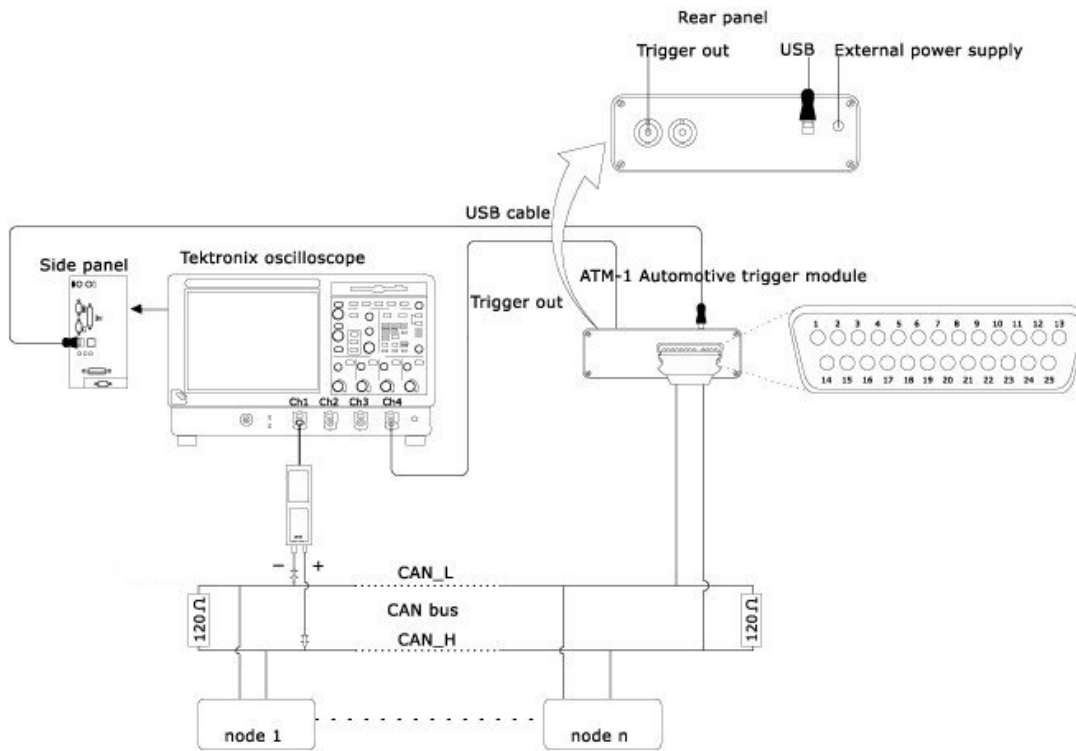 Rear panel
Trigger out
USB
External power supply
USB cable
Side panel
Tektronix oscilloscope
ATM-1 Automotive trigger module
Trigger out
1 2 3 4 5 6 7 8 9 10 11 12 13
14 15 16 17 18 19 20 21 22 23 24 25
Ch1 Ch2 Ch3 Ch4
− +
CAN_L
120Ω
CAN bus
120Ω
CAN_H
node 1
node n